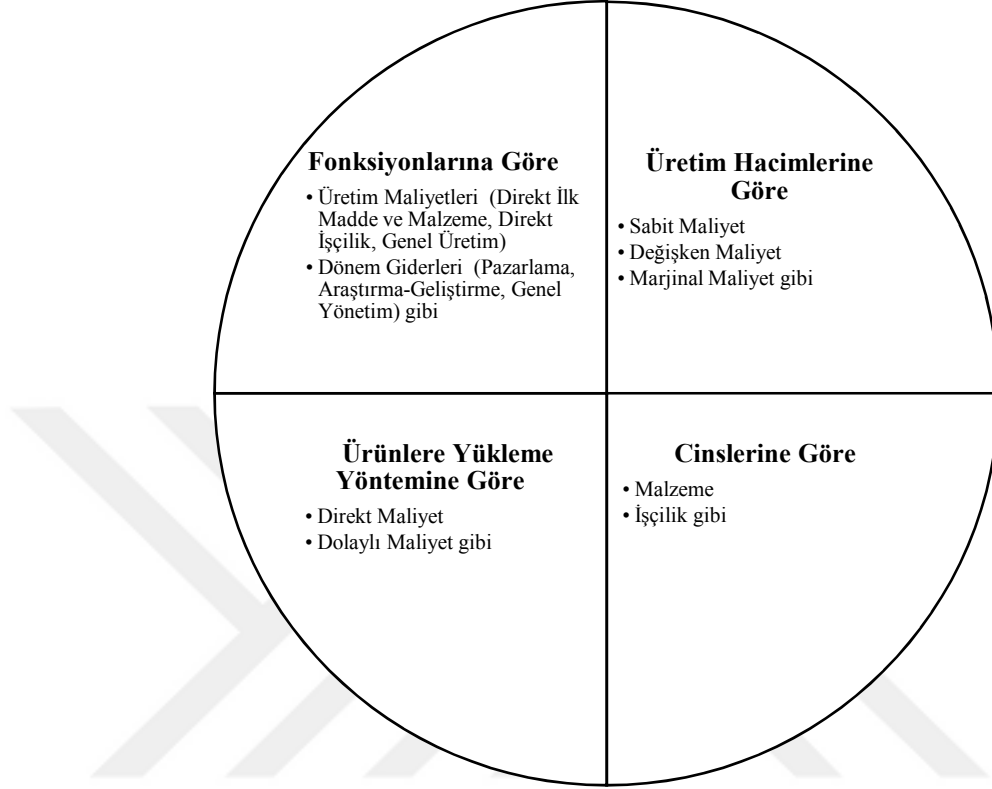 Fonksiyonlarına Göre
• Üretim Maliyetleri (Direkt İlk
Madde ve Malzeme, Direkt
İşçilik, Genel Üretim)
• Dönem Giderleri (Pazarlama,
Araştırma-Geliştirme, Genel
Yönetim) gibi
Üretim Hacimlerine
Göre
• Sabit Maliyet
• Değişken Maliyet
• Marjinal Maliyet gibi
Ürünlere Yükleme
Yöntemine Göre
• Direkt Maliyet
• Dolaylı Maliyet gibi
Cinslerine Göre
• Malzeme
• İşçilik gibi